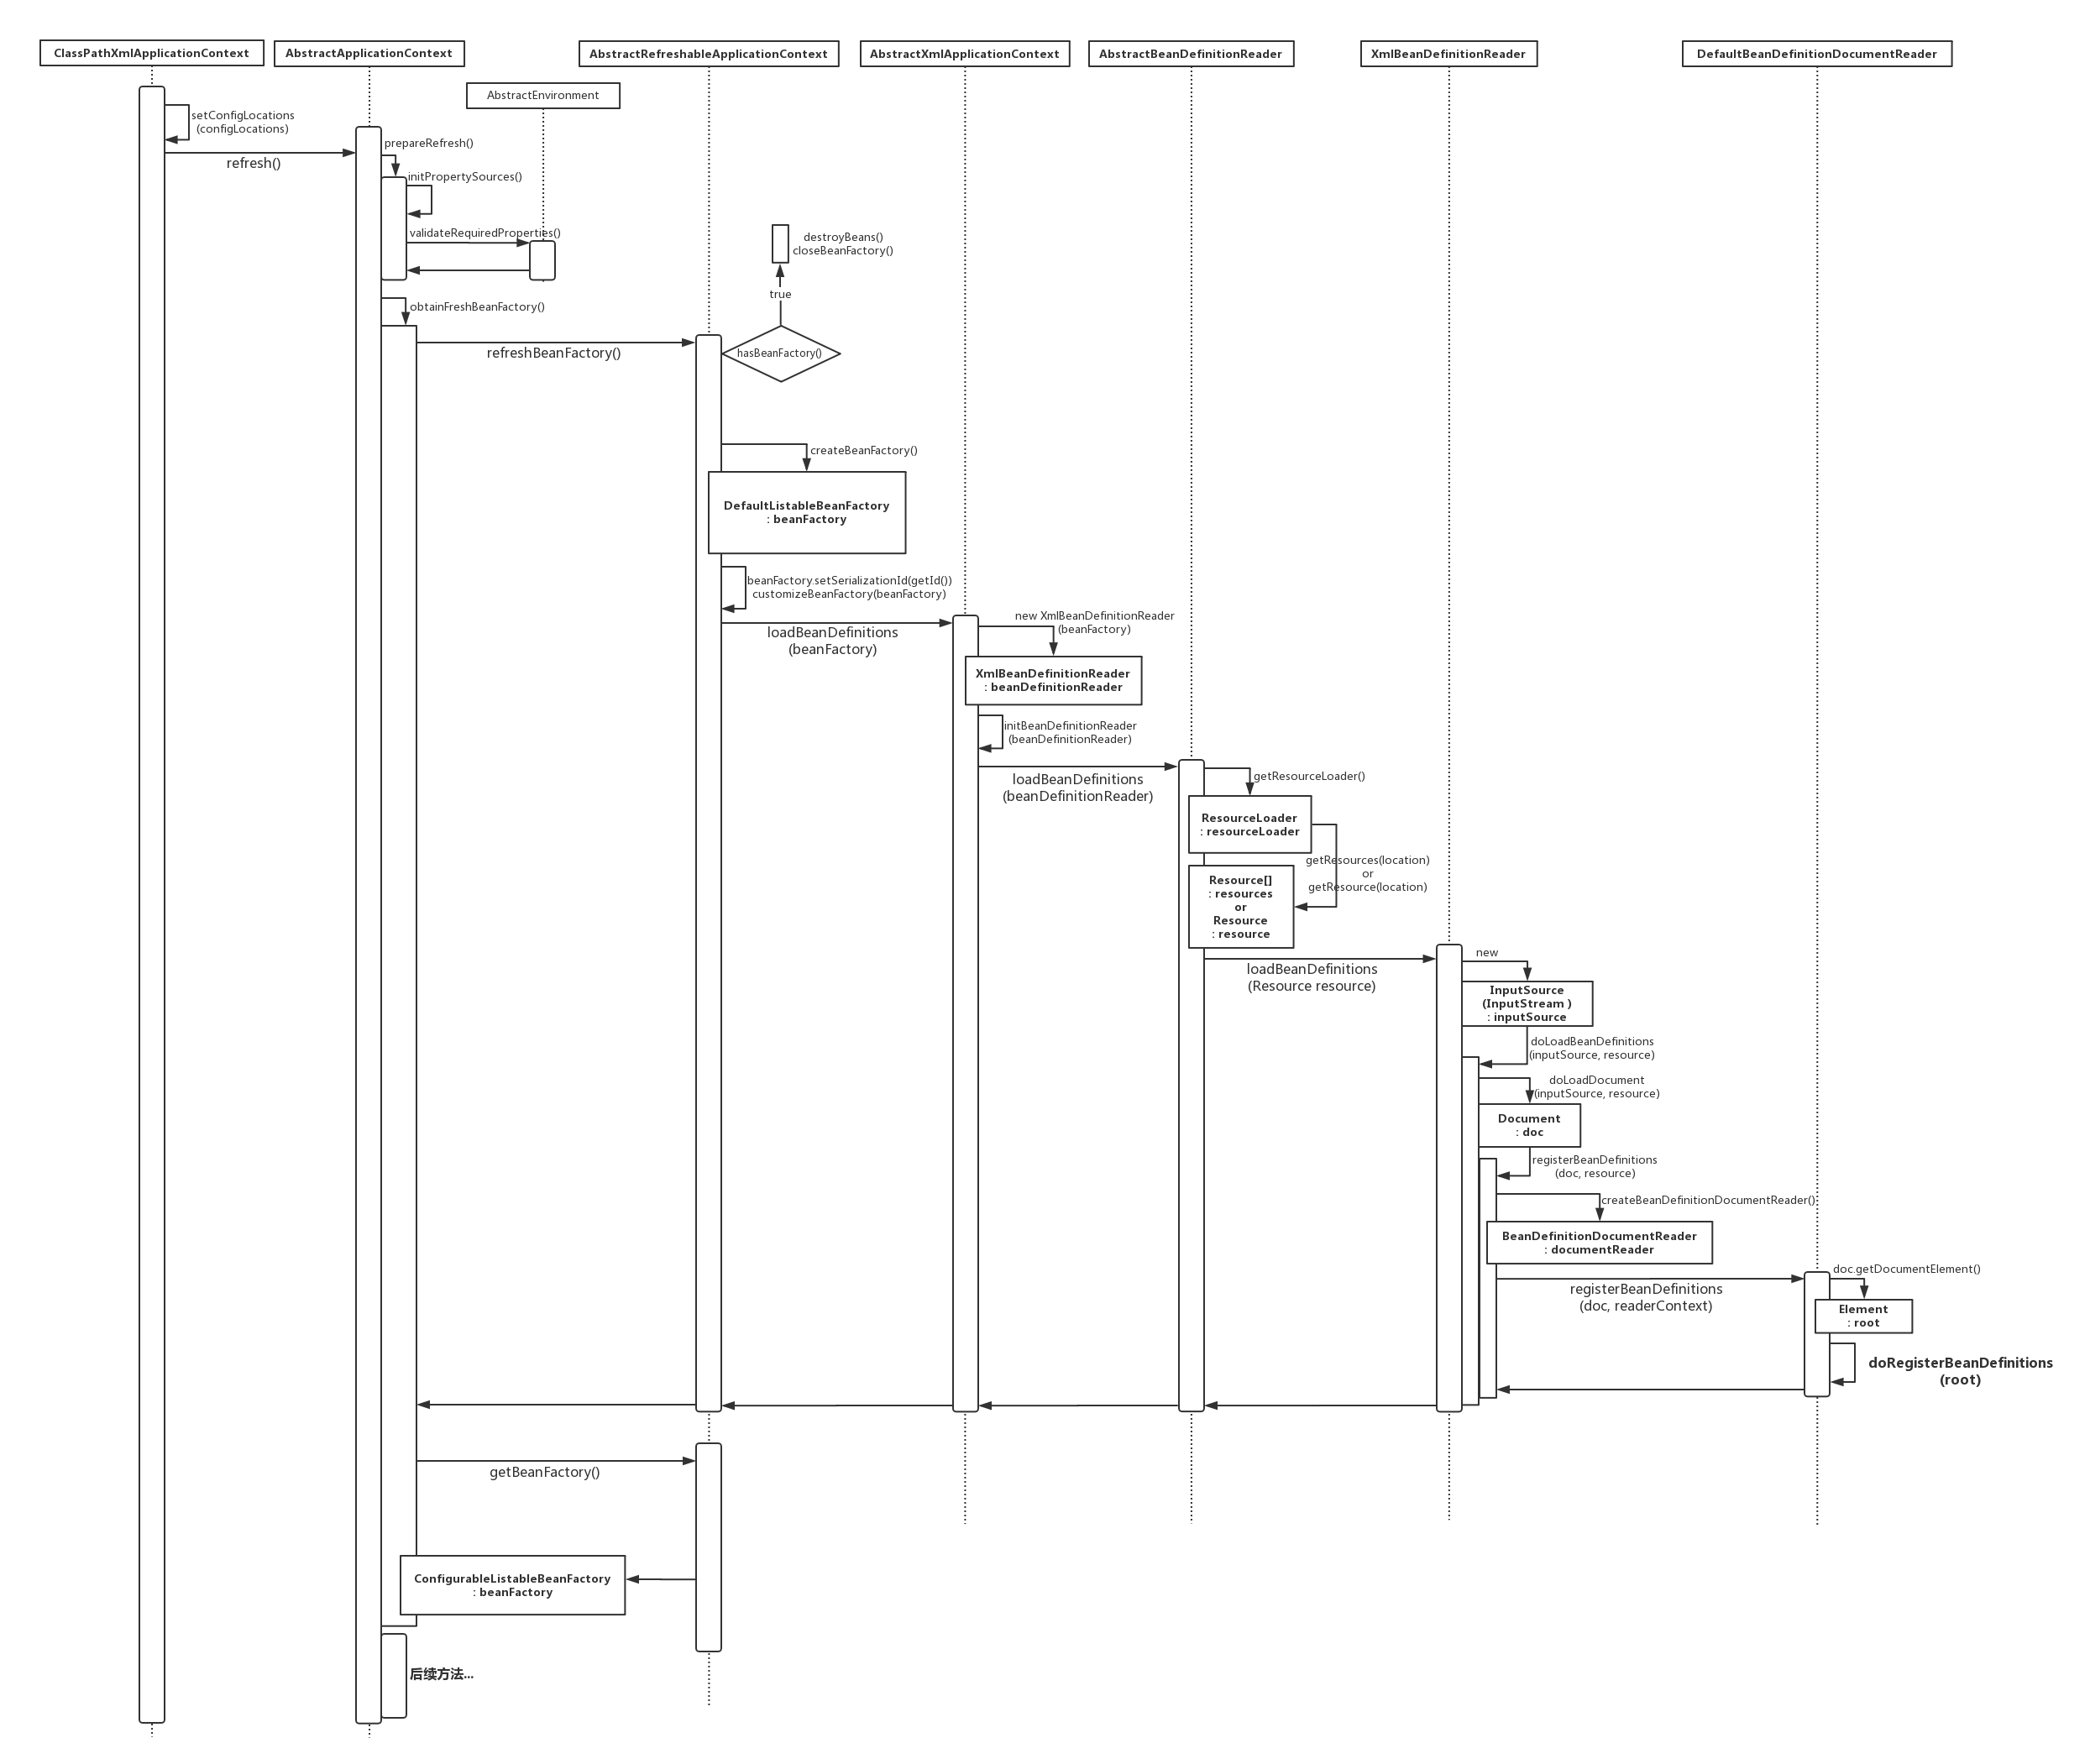 ClassPathXmlApplicationContext
AbstractApplicationContext
AbstractRefreshableApplicationContext
AbstractXmlApplicationContext
AbstractBeanDefinitionReader
XmlBeanDefinitionReader
DefaultBeanDefinitionDocumentReader
AbstractEnvironment
setConfigLocations
(configLocations)
refresh()
prepareRefresh()
initPropertySources()
validateRequiredProperties()
destroyBeans()
closeBeanFactory()
true
obtainFreshBeanFactory()
refreshBeanFactory()
hasBeanFactory()
createBeanFactory()
DefaultListableBeanFactory
: beanFactory
beanFactory.setSerializationId(getId())
customizeBeanFactory(beanFactory)
loadBeanDefinitions
(beanFactory)
new XmlBeanDefinitionReader
(beanFactory)
XmlBeanDefinitionReader
: beanDefinitionReader
initBeanDefinitionReader
(beanDefinitionReader)
loadBeanDefinitions
(beanDefinitionReader)
getResourceLoader()
ResourceLoader
: resourceLoader
getResources(location)
or
getResource(location)
Resource[]
: resources
or
Resource
: resource
loadBeanDefinitions
(Resource resource)
new
InputSource
(InputStream )
: inputSource
doLoadBeanDefinitions
(inputSource, resource)
doLoadDocument
(inputSource, resource)
Document
: doc
registerBeanDefinitions
(doc, resource)
createBeanDefinitionDocumentReader()
BeanDefinitionDocumentReader
: documentReader
registerBeanDefinitions
(doc, readerContext)
doc.getDocumentElement()
Element
: root
doRegisterBeanDefinitions
(root)
getBeanFactory()
ConfigurableListableBeanFactory
: beanFactory
后续方法...